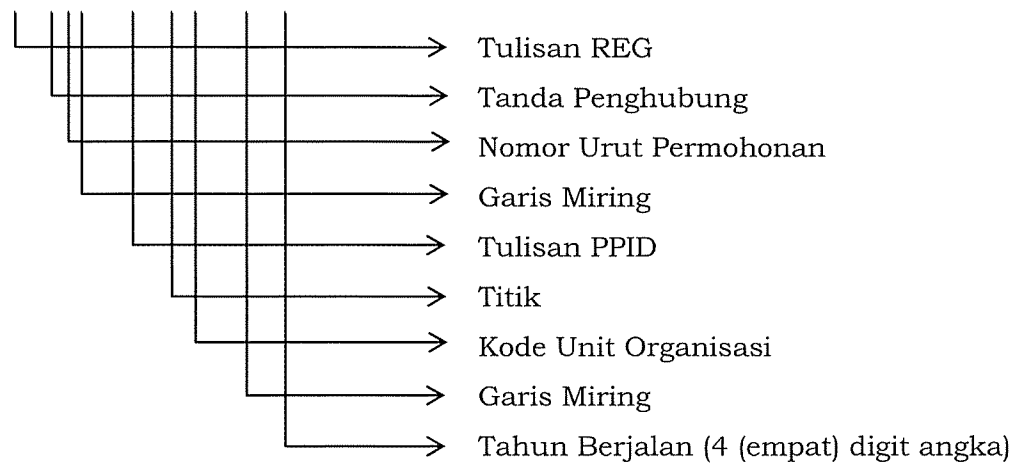 Tulisan REG
Tanda Penghubung
Nomor Urut Permohonan
Garis Miring
Tulisan PPID
Titik
Kode Unit Organisasi
Garis Miring
Tahun Berjalan (4 (empat) digit angka)